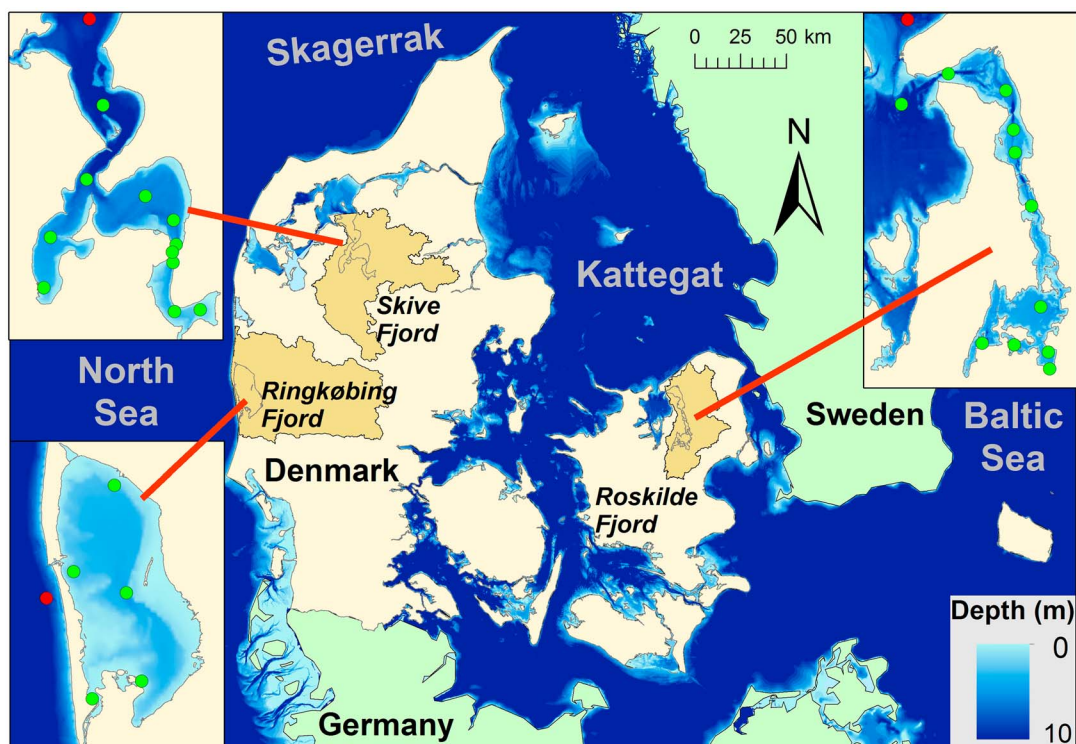 Skagerrak
0 25 50 km
N
Kattegat
Skive
Fjord
North
Sea
Ringkøbing
Fjord
Sweden
Baltic
Sea
Denmark
Roskilde
Fjord
Depth (m)
0
10
Germany